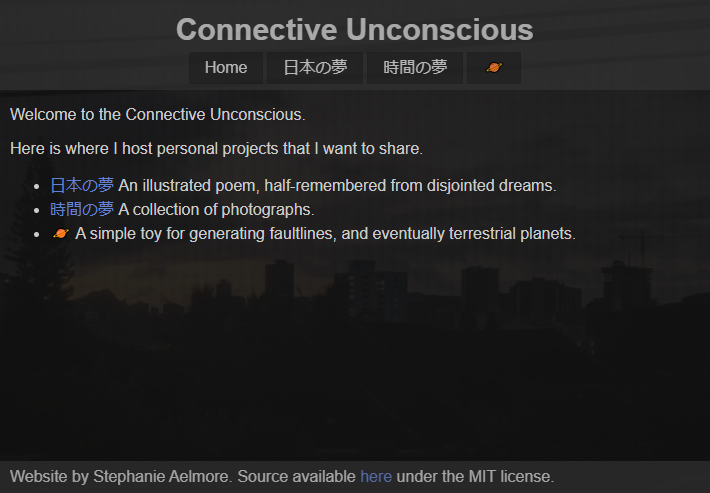 Connective Unconscious
Home 日本の夢 時間の夢 🪐
Welcome to the Connective Unconscious.
Here is where I host personal projects that I want to share.
• 日本の夢 An illustrated poem, half-remembered from disjointed dreams.
• 時間の夢 A collection of photographs.
• 🪐 A simple toy for generating faultlines, and eventually terrestrial planets.
Website by Stephanie Aelmore. Source available here under the MIT license.